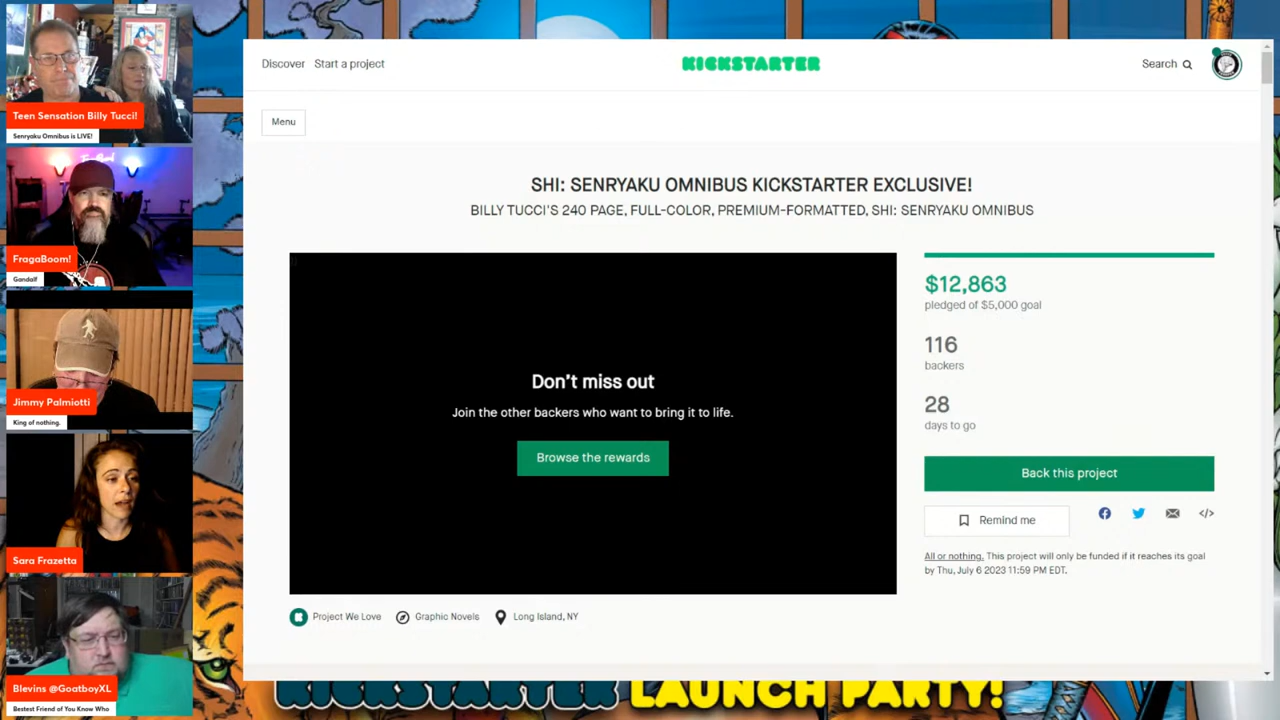 Teen Sensation Billy Tucci!
Senryaku Omnibus is LIVE!
FragaBoom!
Gandalf
Jimmy Palmiotti
King of nothing.
Sara Frazetta
Blevins @GoatboyXL
Bestest Friend of You Know Who
Discover Start a project
KICKSTARTER
Search
Menu
SHI: SENRYAKU OMNIBUS KICKSTARTER EXCLUSIVE!
BILLY TUCCI'S 240 PAGE, FULL-COLOR, PREMIUM-FORMATTED, SHI: SENRYAKU OMNIBUS
Don't miss out
Join the other backers who want to bring it to life.
Browse the rewards
$12,863
pledged of $5,000 goal
116
backers
28
days to go
Back this project
Remind me
All or nothing. This project will only be funded if it reaches its goal
by Thu, July 6 2023 11:59 PM EDT.
Project We Love Graphic Novels Long Island, NY
KICKSTARTER LAUNCH PARTY!